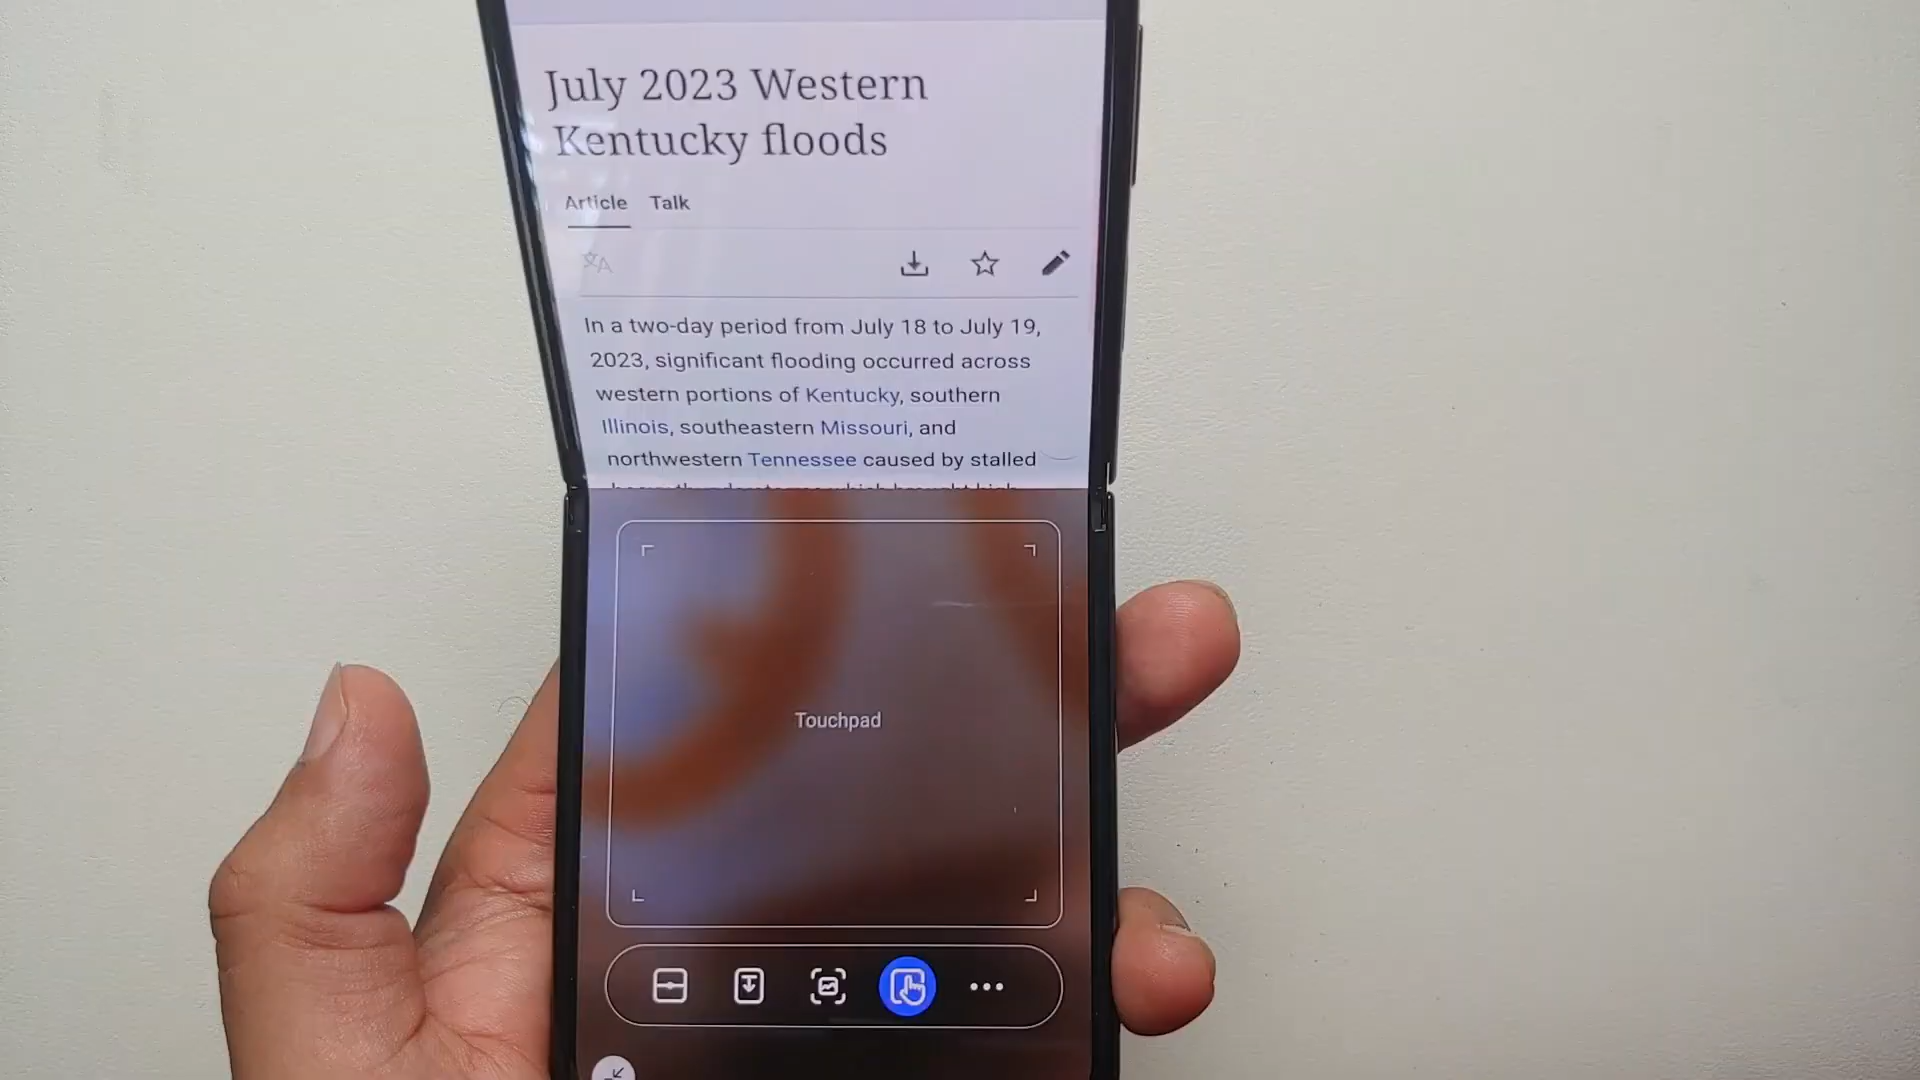 July 2023 Western
Kentucky floods
Article Talk
In a two-day period from July 18 to July 19,
2023, significant flooding occurred across
western portions of Kentucky, southern
Illinois, southeastern Missouri, and
northwestern Tennessee caused by stalled
Touchpad